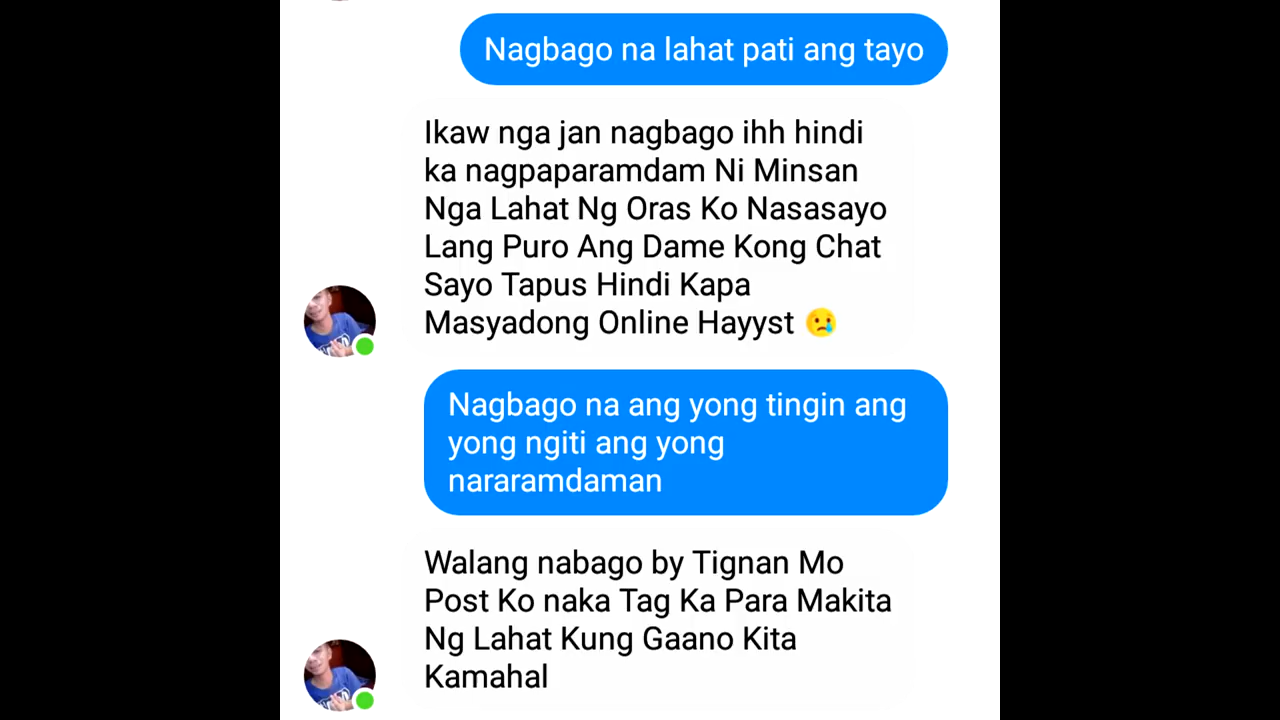 Nagbago na lahat pati ang tayo
Ikaw nga jan nagbago ihh hindi
ka nagpaparamdam Ni Minsan
Nga Lahat Ng Oras Ko Nasasayo
Lang Puro Ang Dame Kong Chat
Sayo Tapus Hindi Kapa
Masyadong Online Hayyst 😢
Nagbago na ang yong tingin ang
yong ngiti ang yong
nararamdaman
Walang nabago by Tignan Mo
Post Ko naka Tag Ka Para Makita
Ng Lahat Kung Gaano Kita
Kamahal